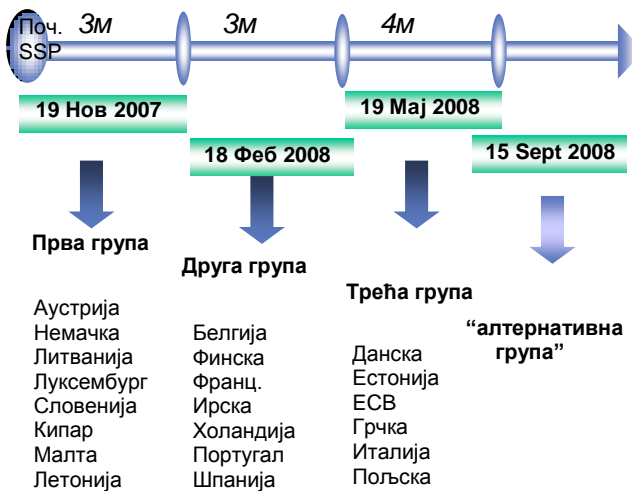 Поч.
SSP
3м
3м
4м
19 Нов 2007
18 Феб 2008
19 Мај 2008
15 Sept 2008
Прва група
Аустрија
Немачка
Литванија
Луксембург
Словенија
Кипар
Малта
Летонија
Друга група
Белгија
Финска
Франц.
Ирска
Холандија
Португал
Шпанија
Трећа група
Данска
Естонија
ЕСВ
Грчка
Италија
Пољска
“алтернативна
група”